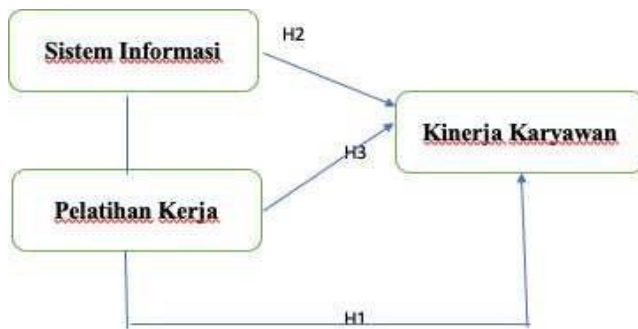 H2
Sistem Informasi
Kinerja Karyawan
H3
Pelatihan Kerja
H1